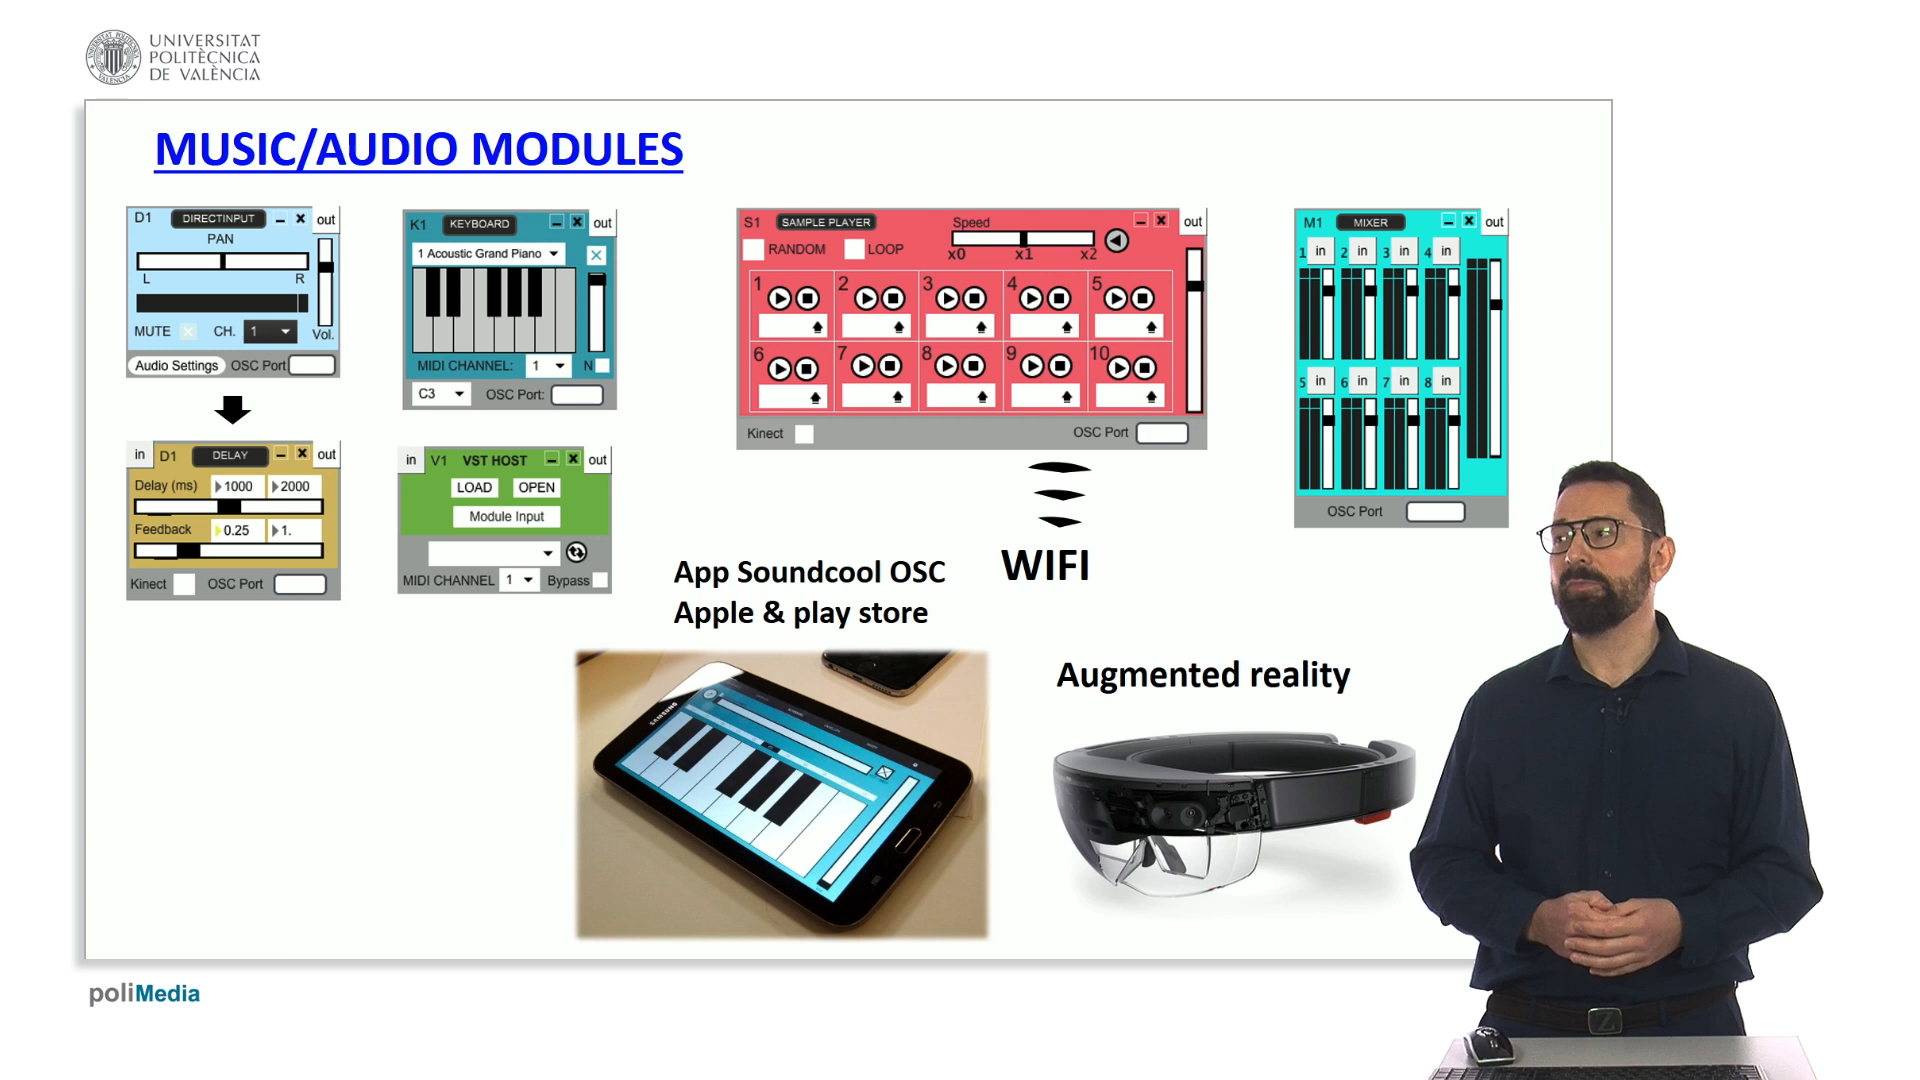 UNIVERSITAT
POLITÈCNICA
DE VALÈNCIA
MUSIC/AUDIO MODULES
D1 DIRECTINPUT out
PAN
L R
MUTE CH. 1 Vol.
Audio Settings OSC Port
K1 KEYBOARD out
1 Acoustic Grand Piano
MIDI CHANNEL: 1 N
C3 OSC Port:
S1 SAMPLE PLAYER Speed out
RANDOM LOOP x0 x1 x2
1 2 3 4 5
6 7 8 9 10
Kinect OSC Port
M1 MIXER out
1 in 2 in 3 in 4 in
5 in 6 in 7 in 8 in
OSC Port
in D1 DELAY out
Delay (ms) 1000 2000
Feedback 0.25 1.
Kinect OSC Port
in V1 VST HOST out
LOAD OPEN
Module Input
MIDI CHANNEL 1 Bypass
WIFI
App Soundcool OSC
Apple & play store
SAMSUNG
Augmented reality
poliMedia